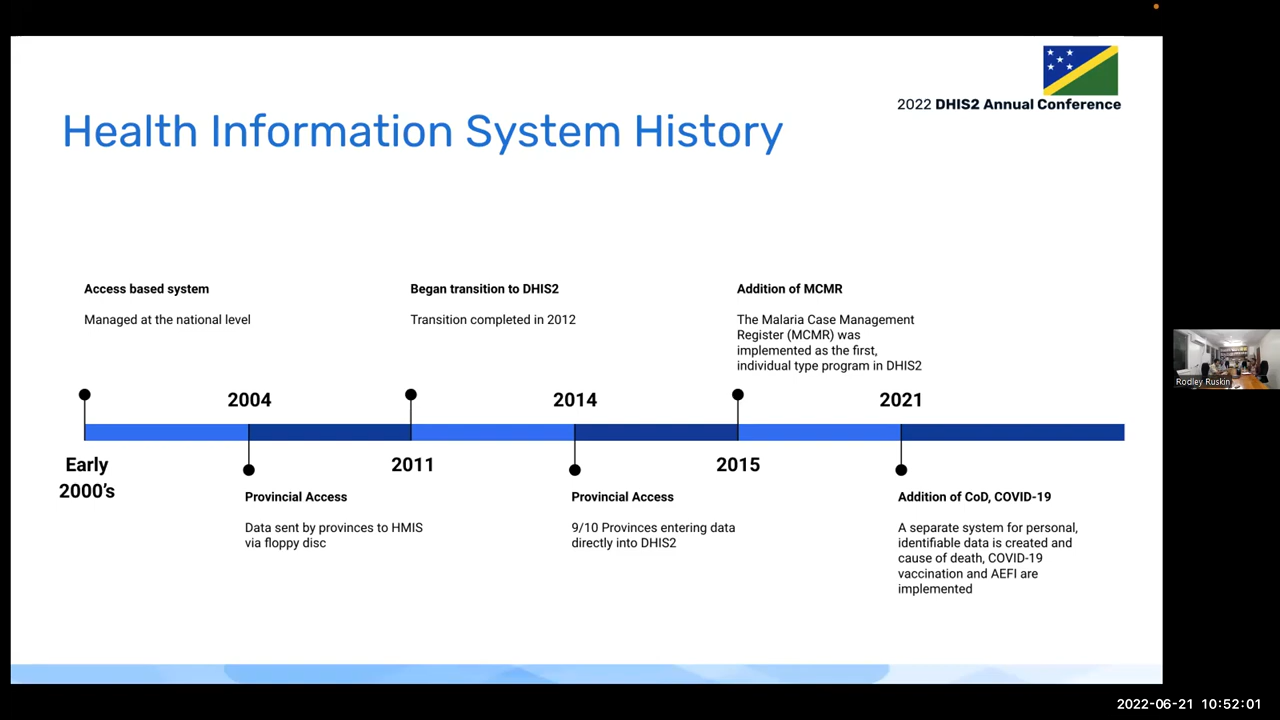 2022 DHIS2 Annual Conference
Health Information System History
Access based system
Managed at the national level
Began transition to DHIS2
Transition completed in 2012
Addition of MCMR
The Malaria Case Management
Register (MCMR) was
implemented as the first,
individual type program in DHIS2
2004
2014
2021
Early
2000's
2011
2015
Provincial Access
Data sent by provinces to HMIS
via floppy disc
Provincial Access
9/10 Provinces entering data
directly into DHIS2
Addition of CoD, COVID-19
A separate system for personal,
identifiable data is created and
cause of death, COVID-19
vaccination and AEFI are
implemented
Rodley Ruskin
2022-06-21 10:52:01